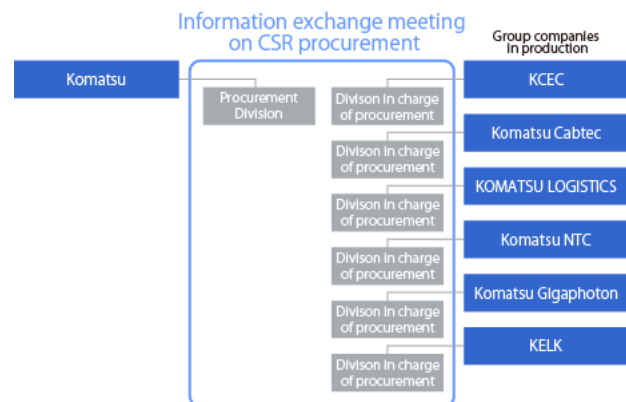 Information exchange meeting
on CSR procurement
Group companies
in production
Komatsu
Procurement
Division
Divison in charge
of procurement
KCEC
Divison in charge
of procurement
Komatsu Cabtec
Divison in charge
of procurement
KOMATSU LOGISTICS
Divison in charge
of procurement
Komatsu NTC
Divison in charge
of procurement
Komatsu Gigaphoton
Divison in charge
of procurement
KELK